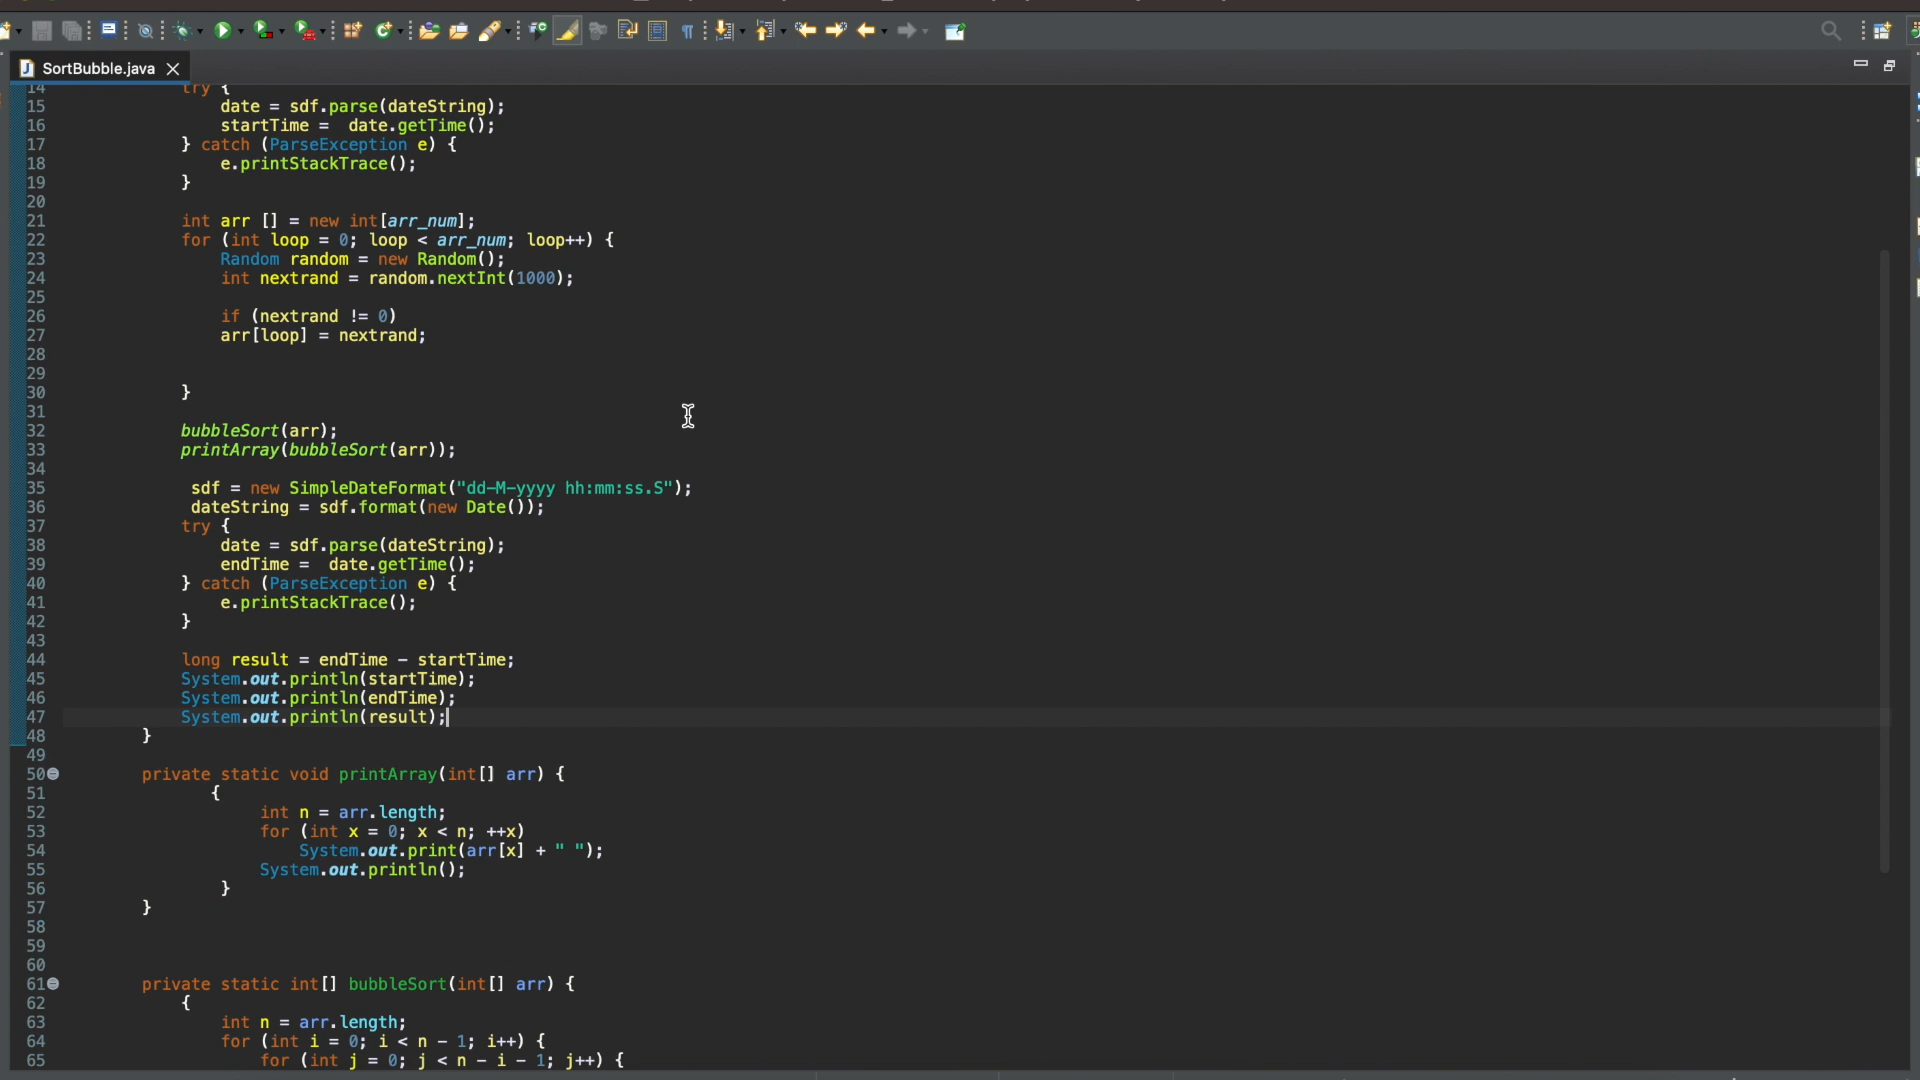 SortBubble.java
14 try {
15 date = sdf.parse(dateString);
16 startTime =  date.getTime();
17 } catch (ParseException e) {
18 e.printStackTrace();
19 }
20
21 int arr [] = new int[arr_num];
22 for (int loop = 0; loop < arr_num; loop++) {
23 Random random = new Random();
24 int nextrand = random.nextInt(1000);
25
26 if (nextrand != 0)
27 arr[loop] = nextrand;
28
29
30 }
31
32 bubbleSort(arr);
33 printArray(bubbleSort(arr));
34
35 sdf = new SimpleDateFormat("dd-M-yyyy hh:mm:ss.S");
36 dateString = sdf.format(new Date());
37 try {
38 date = sdf.parse(dateString);
39 endTime =  date.getTime();
40 } catch (ParseException e) {
41 e.printStackTrace();
42 }
43
44 long result = endTime - startTime;
45 System.out.println(startTime);
46 System.out.println(endTime);
47 System.out.println(result);
48 }
49
50 private static void printArray(int[] arr) {
51 {
52 int n = arr.length;
53 for (int x = 0; x < n; ++x)
54 System.out.print(arr[x] + " ");
55 System.out.println();
56 }
57 }
58
59
60
61 private static int[] bubbleSort(int[] arr) {
62 {
63 int n = arr.length;
64 for (int i = 0; i < n - 1; i++) {
65 for (int j = 0; j < n - i - 1; j++) {